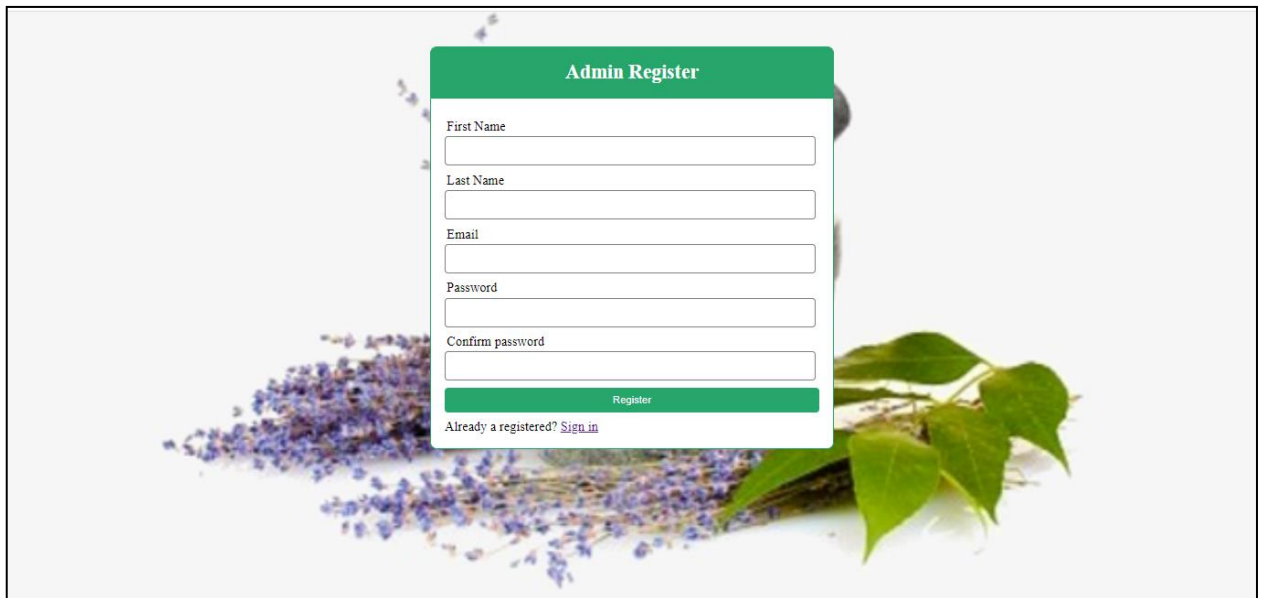 Admin Register
First Name
Last Name
Email
Password
Confirm password
Register
Already a registered? Sign in